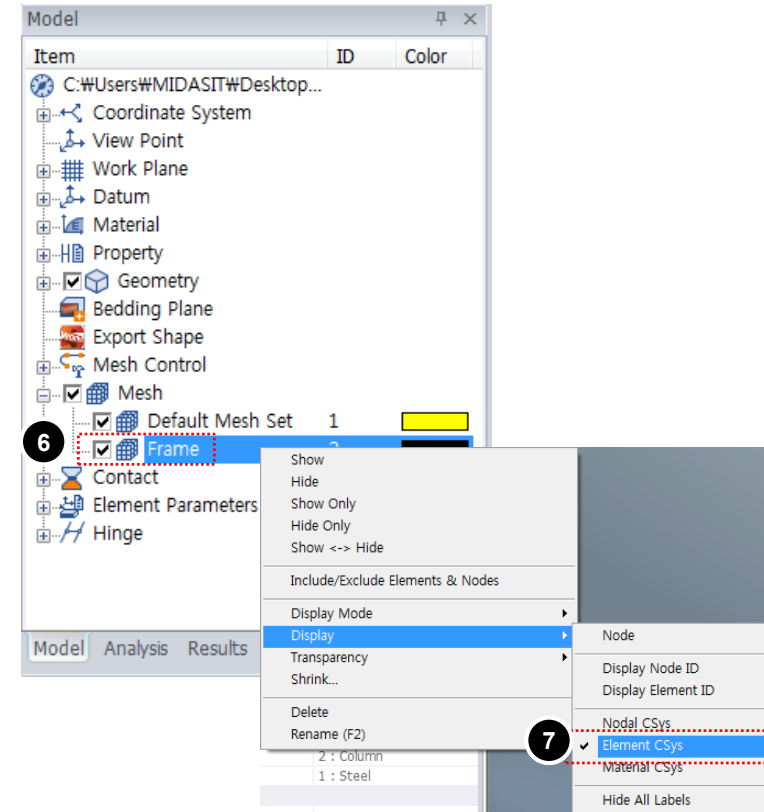 Model
Item ID Color
C:₩Users₩MIDASIT₩Desktop...
Coordinate System
View Point
Work Plane
Datum
Material
Property
Geometry
Bedding Plane
Export Shape
Mesh Control
Mesh
Default Mesh Set 1
6 Frame
Contact
Element Parameters
Hinge
Model Analysis Results
Show
Hide
Show Only
Hide Only
Show <-> Hide
Include/Exclude Elements & Nodes
Display Mode
Display
Transparency
Shrink...
Delete
Rename (F2)
2 : Column
1 : Steel
Node
Display Node ID
Display Element ID
Nodal CSys
7 Element CSys
Material CSys
Hide All Labels